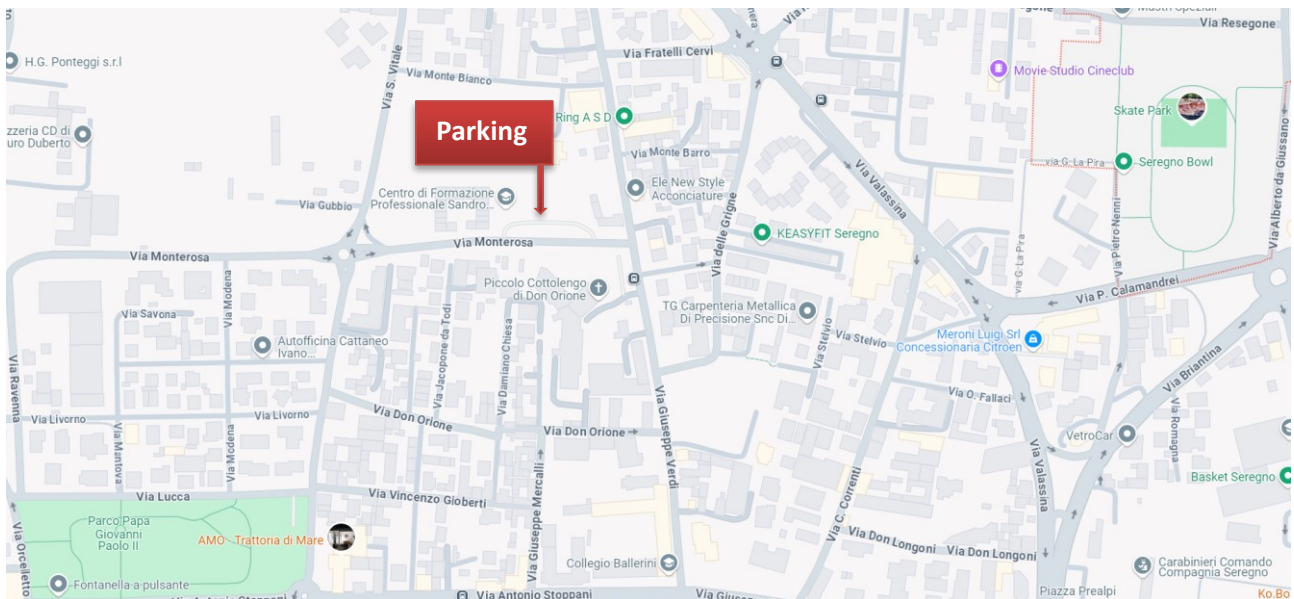 Mastri Speziali
Via Resegone
Via Fratelli Cervi
H.G. Ponteggi s.r.l
Via S. Vitale
Via Monte Bianco
Movie Studio Cineclub
Parking
Ring A S D
Skate Park
zzeria CD di
uro Duberto
Via Monte Barro
via G. La Pira
Seregno Bowl
Via Valassina
Via Alberto da Giussano
Centro di Formazione
Professionale Sandro...
Ele New Style
Acconciature
Via Gubbio
Via delle Grigne
KEASYFIT Seregno
Via Pietro Nenni
via G. La Pira
Via Monterosa
Via Monterosa
Piccolo Cottolengo
di Don Orione
Via P. Calamandrei
Via Modena
Via Savona
TG Carpenteria Metallica
Di Precisione Snc Di...
Via Stelvio
Via Stelvio
Meroni Luigi Srl
Concessionaria Citroen
Autofficina Cattaneo
Ivano...
Via Jacopone da Todi
Via Damiano Chiesa
Via Briantina
Via Ravenna
Via O. Fallaci
Via Livorno
Via Livorno
Via Don Orione
Via Don Orione
Via Giuseppe Verdi
VetroCar
Via Romagna
Via Mantova
Via Modena
Via Valassina
Basket Seregno
Via Lucca
Via Vincenzo Gioberti
Via Giuseppe Mercalli
Via C. Correnti
Parco Papa
Giovanni
Paolo II
AMO - Trattoria di Mare
Via Orcelletto
Via Don Longoni
Via Don Longoni
Collegio Ballerini
Carabinieri Comando
Compagnia Seregno
Fontanella a pulsante
Via Antonio Stoppani
Piazza Prealpi
Ko.Bo